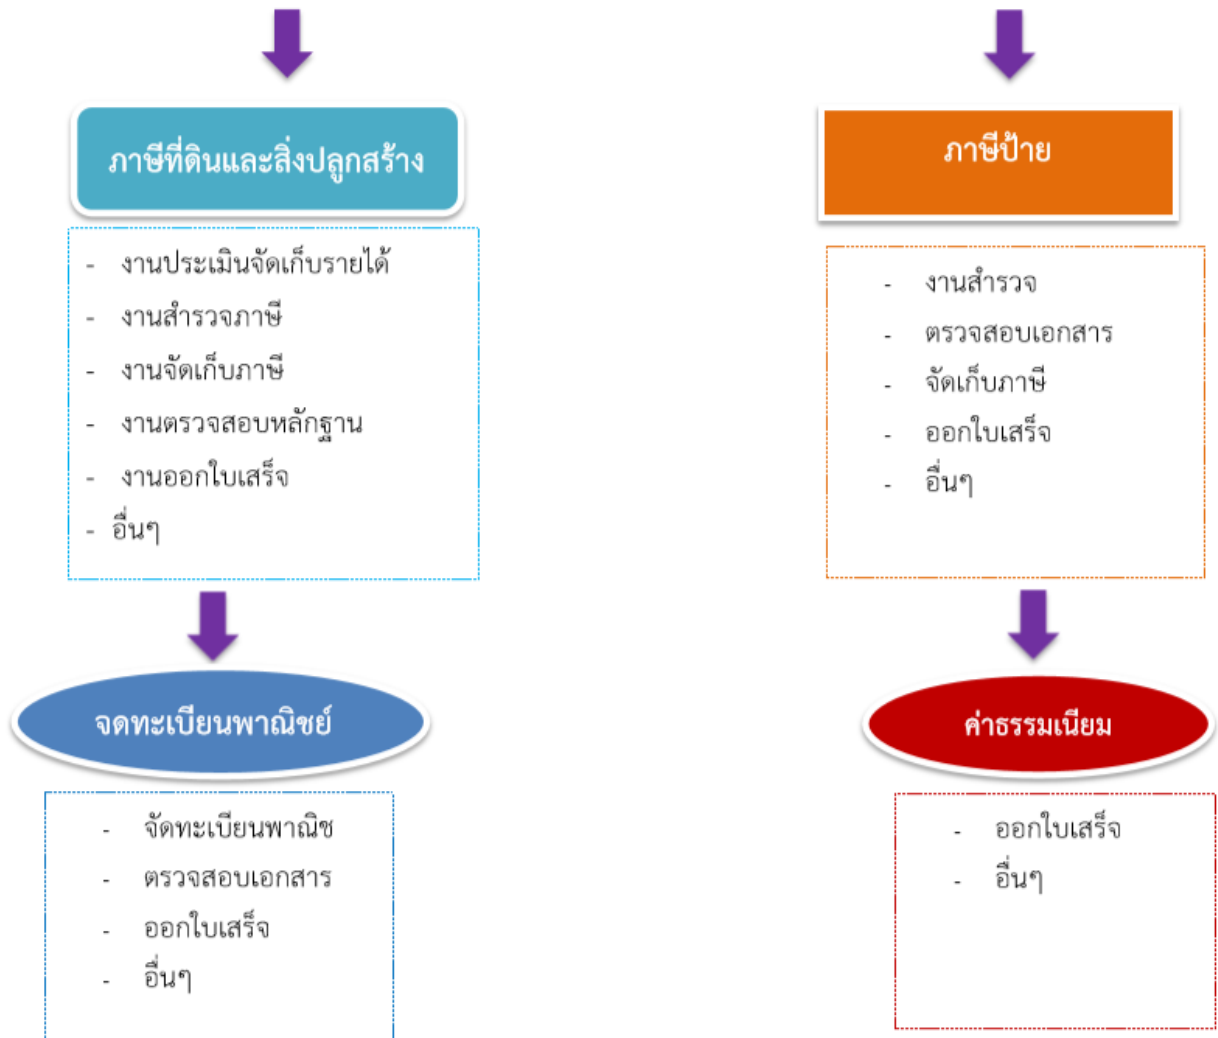 ภาษีที่ดินและสิ่งปลูกสร้าง
- งานประเมินจัดเก็บรายได้
- งานสำรวจภาษี
- งานจัดเก็บภาษี
- งานตรวจสอบหลักฐาน
- งานออกใบเสร็จ
- อื่นๆ
ภาษีป้าย
- งานสำรวจ
- ตรวจสอบเอกสาร
- จัดเก็บภาษี
- ออกใบเสร็จ
- อื่นๆ
จดทะเบียนพาณิชย์
- จัดทะเบียนพาณิช
- ตรวจสอบเอกสาร
- ออกใบเสร็จ
- อื่นๆ
ค่าธรรมเนียม
- ออกใบเสร็จ
- อื่นๆ